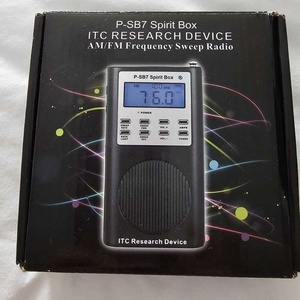 P-SB7 Spirit Box
ITC RESEARCH DEVICE
AM/FM Frequency Sweep Radio
P-SB7 Spirit Box
76.0
POWER
ITC Research Device